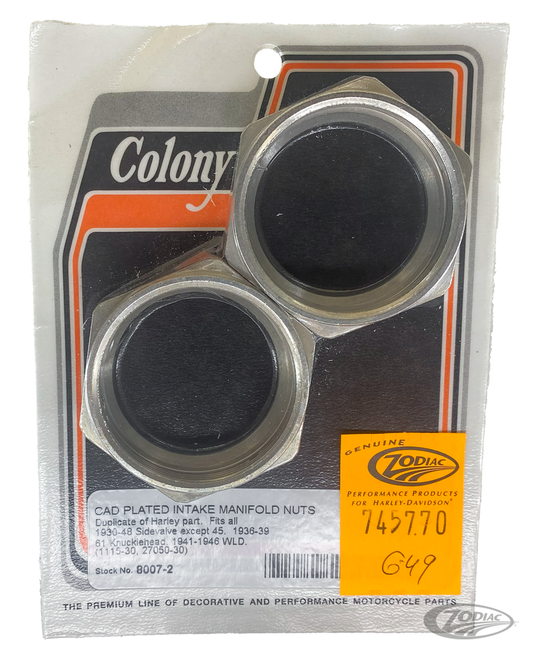 Colony
CAD PLATED INTAKE MANIFOLD NUTS
Duplicate of Harley part. Fits all
1930-48 Sidevalve except 45, 1936-39
61 Knucklehead, 1941-1946 WLD.
(1115-30, 27050-30)
Stock No. 8007-2
GENUINE
ZODIAC
PERFORMANCE PRODUCTS
FOR HARLEY-DAVIDSON®
745770
G49
THE PREMIUM LINE OF DECORATIVE AND PERFORMANCE MOTORCYCLE PARTS
ZODIAC